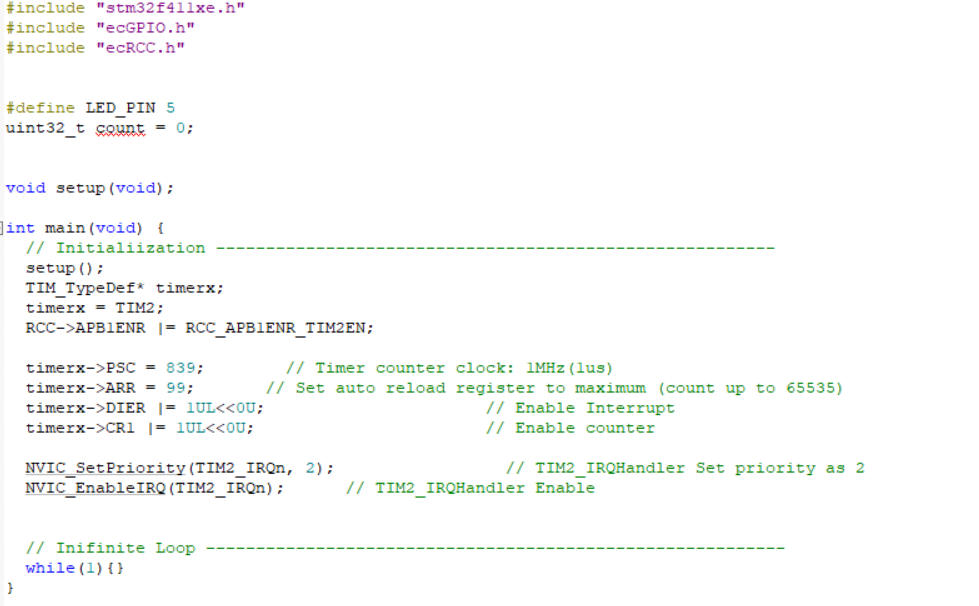 #include "stm32f411xe.h"
#include "ecGPIO.h"
#include "ecRCC.h"
#define LED_PIN 5
uint32_t count = 0;
void setup(void);
int main(void) {
// Initialiization --------------------------------------------------------
setup();
TIM_TypeDef* timerx;
timerx = TIM2;
RCC->APB1ENR |= RCC_APB1ENR_TIM2EN;
timerx->PSC = 839; // Timer counter clock: 1MHz(1us)
timerx->ARR = 99; // Set auto reload register to maximum (count up to 65535)
timerx->DIER |= 1UL<<0U; // Enable Interrupt
timerx->CR1 |= 1UL<<0U; // Enable counter
NVIC_SetPriority(TIM2_IRQn, 2); // TIM2_IRQHandler Set priority as 2
NVIC_EnableIRQ(TIM2_IRQn); // TIM2_IRQHandler Enable
// Inifinite Loop ----------------------------------------------------------
while(1){}
}